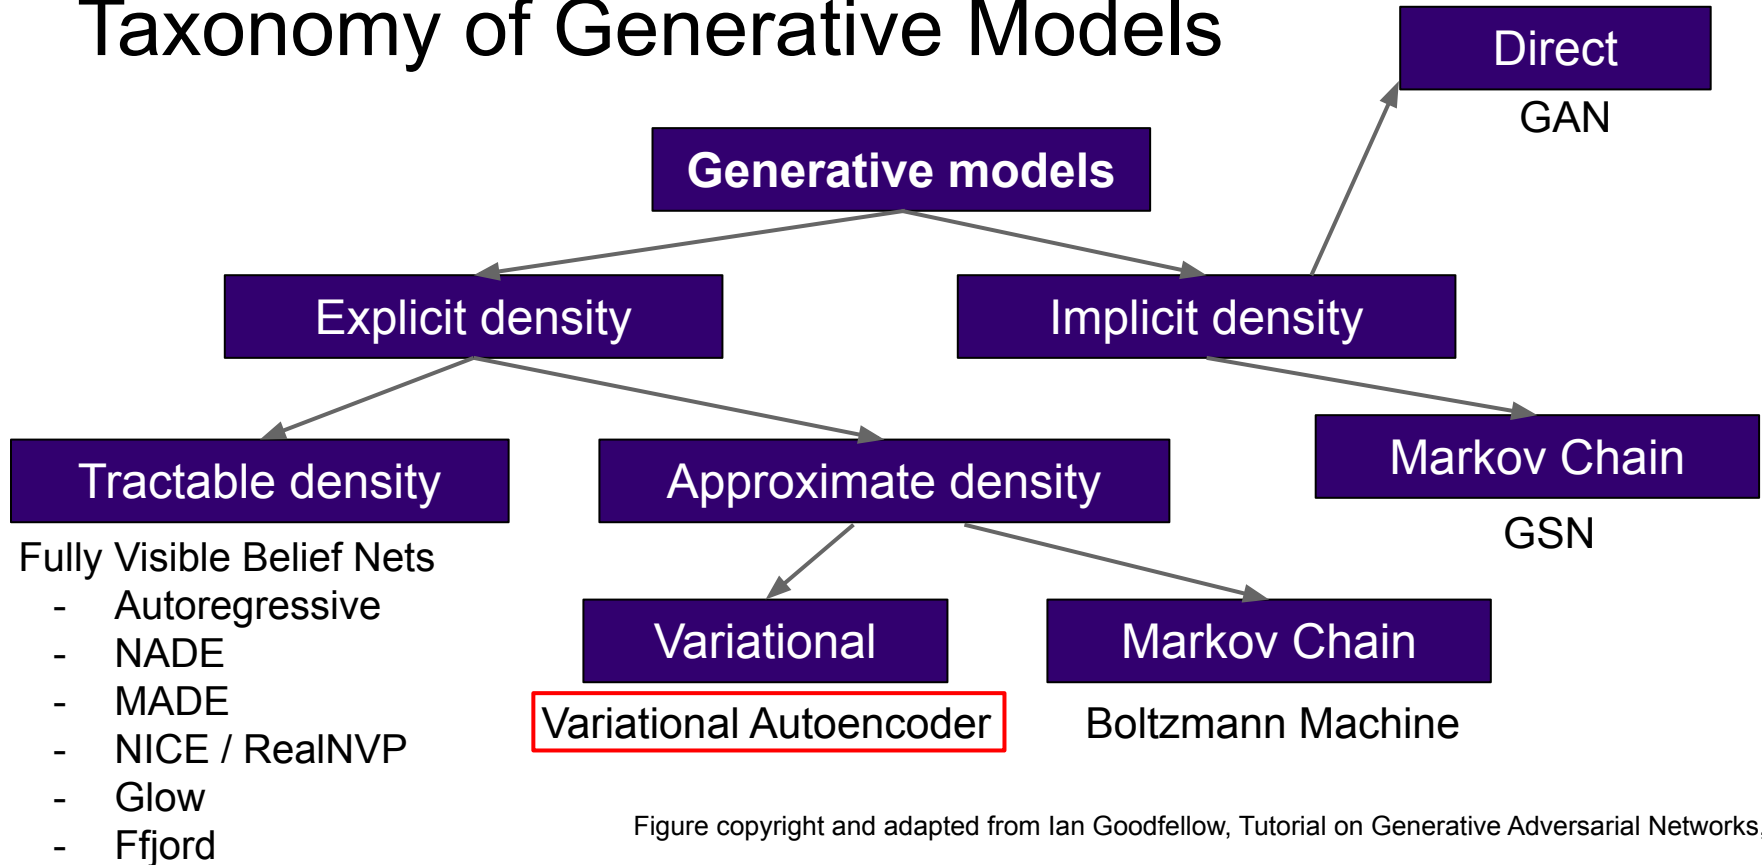 Taxonomy of Generative Models
Direct
GAN
Generative models
Explicit density
Implicit density
Tractable density
Approximate density
Markov Chain
GSN
Fully Visible Belief Nets
- Autoregressive
- NADE
- MADE
- NICE / RealNVP
- Glow
- Ffjord
Variational
Markov Chain
Variational Autoencoder
Boltzmann Machine
Figure copyright and adapted from Ian Goodfellow, Tutorial on Generative Adversarial Networks,